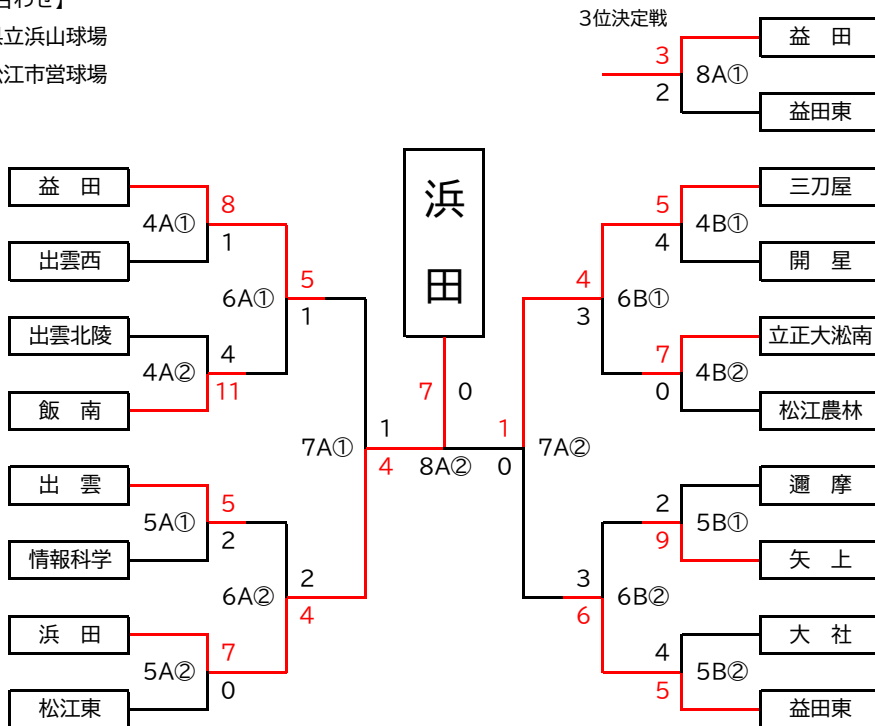 合わせ】
県立浜山球場
松江市営球場
3位決定戦
益 田
3
8A①
2
益田東
浜
田
益 田
8
4A①
1
出雲西
5
6A①
1
出雲北陵
4
4A②
11
飯 南
7 0
7A①
1
4
8A②
出 雲
5
5A①
2
情報科学
2
6A②
4
浜 田
7
5A②
0
松江東
三刀屋
5
4B①
4
開 星
4
6B①
3
立正大淞南
7
4B②
0
松江農林
1
7A②
0
邇 摩
2
5B①
9
矢 上
3
6B②
6
大 社
4
5B②
5
益田東